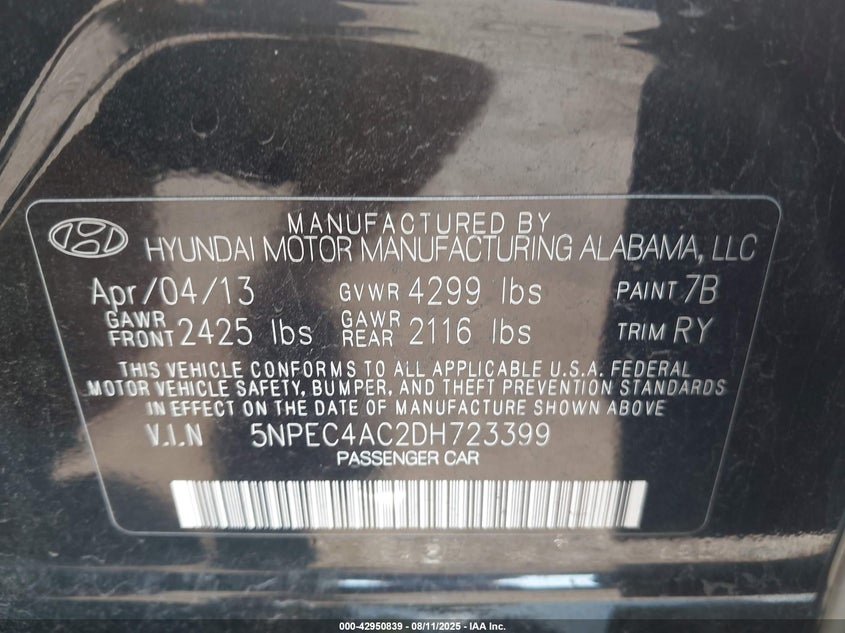 MANUFACTURED BY
HYUNDAI MOTOR MANUFACTURING ALABAMA, LLC
Apr/04/13 GVWR 4299 lbs PAINT 7B
GAWR FRONT 2425 lbs GAWR REAR 2116 lbs TRIM RY
THIS VEHICLE CONFORMS TO ALL APPLICABLE U.S.A. FEDERAL
MOTOR VEHICLE SAFETY, BUMPER, AND THEFT PREVENTION STANDARDS
IN EFFECT ON THE DATE OF MANUFACTURE SHOWN ABOVE
V.I.N 5NPEC4AC2DH723399
PASSENGER CAR
000-42950839 - 08/11/2025 - IAA Inc.